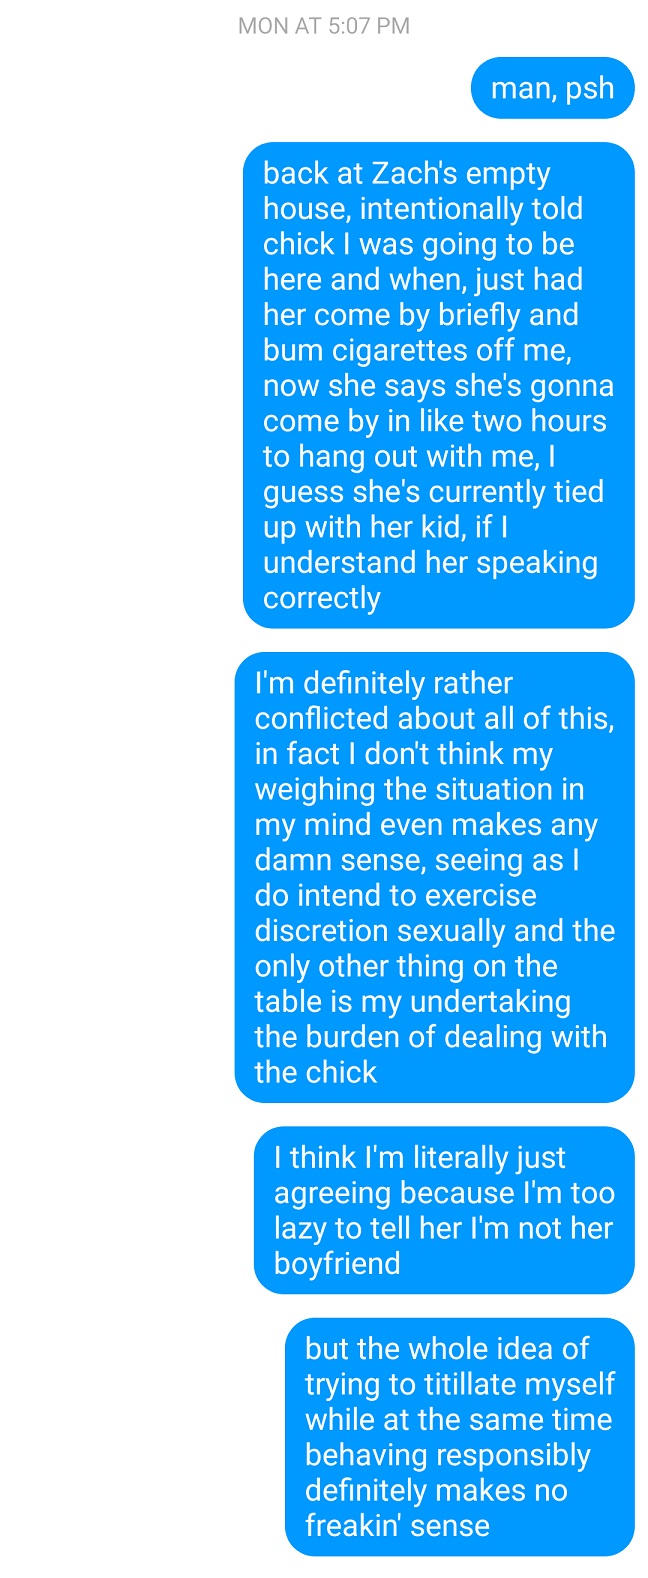 MON AT 5:07 PM
man, psh
back at Zach's empty
house, intentionally told
chick I was going to be
here and when, just had
her come by briefly and
bum cigarettes off me,
now she says she's gonna
come by in like two hours
to hang out with me, I
guess she's currently tied
up with her kid, if I
understand her speaking
correctly
I'm definitely rather
conflicted about all of this,
in fact I don't think my
weighing the situation in
my mind even makes any
damn sense, seeing as I
do intend to exercise
discretion sexually and the
only other thing on the
table is my undertaking
the burden of dealing with
the chick
I think I'm literally just
agreeing because I'm too
lazy to tell her I'm not her
boyfriend
but the whole idea of
trying to titillate myself
while at the same time
behaving responsibly
definitely makes no
freakin' sense